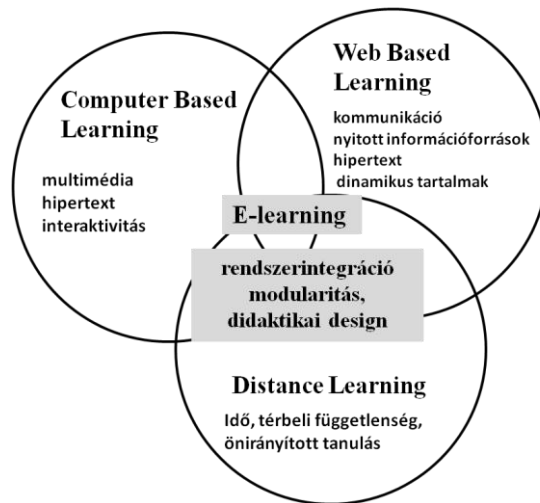 Computer Based
Learning
multimédia
hipertext
interaktivitás
Web Based
Learning
kommunikáció
nyitott információforrások
hipertext
dinamikus tartalmak
E-learning
rendszerintegráció
modularitás,
didaktikai design
Distance Learning
Idő, térbeli függetlenség,
önirányított tanulás